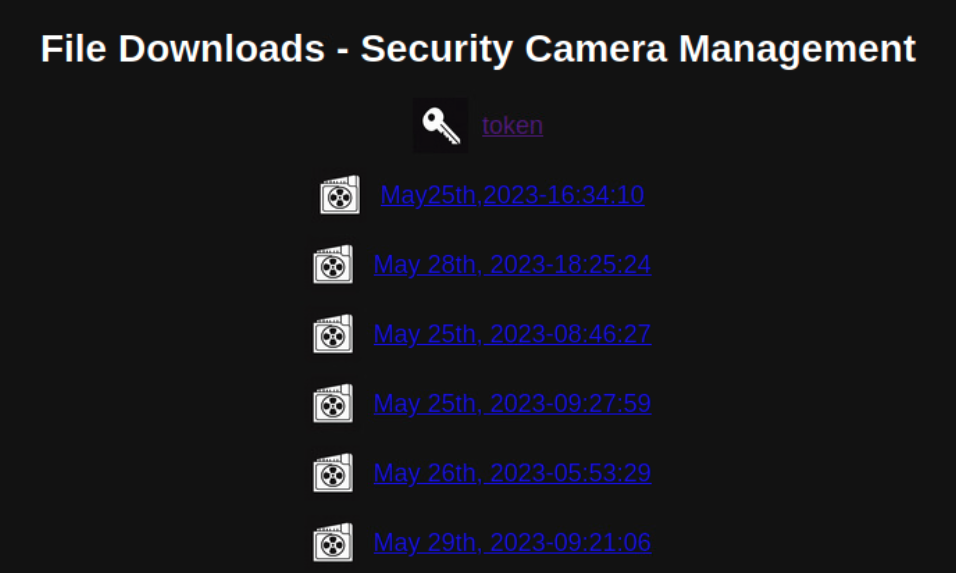 File Downloads - Security Camera Management
token
May25th,2023-16:34:10
May 28th, 2023-18:25:24
May 25th, 2023-08:46:27
May 25th, 2023-09:27:59
May 26th, 2023-05:53:29
May 29th, 2023-09:21:06